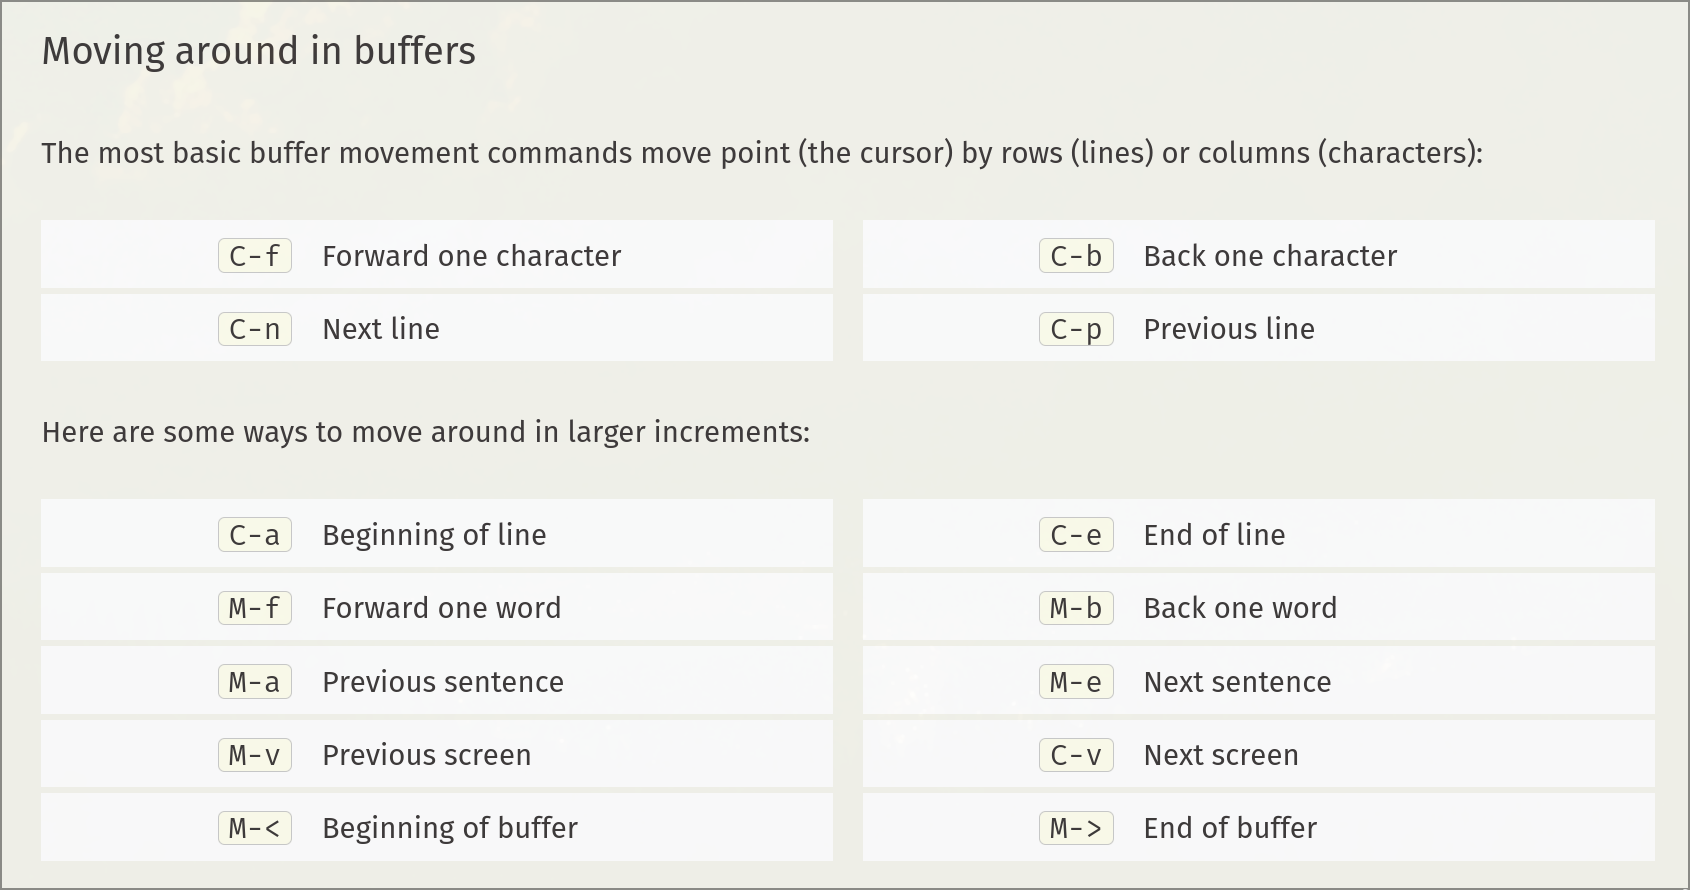 Moving around in buffers
The most basic buffer movement commands move point (the cursor) by rows (lines) or columns (characters):
C-f Forward one character
C-b Back one character
C-n Next line
C-p Previous line
Here are some ways to move around in larger increments:
C-a Beginning of line
C-e End of line
M-f Forward one word
M-b Back one word
M-a Previous sentence
M-e Next sentence
M-v Previous screen
C-v Next screen
M-< Beginning of buffer
M-> End of buffer